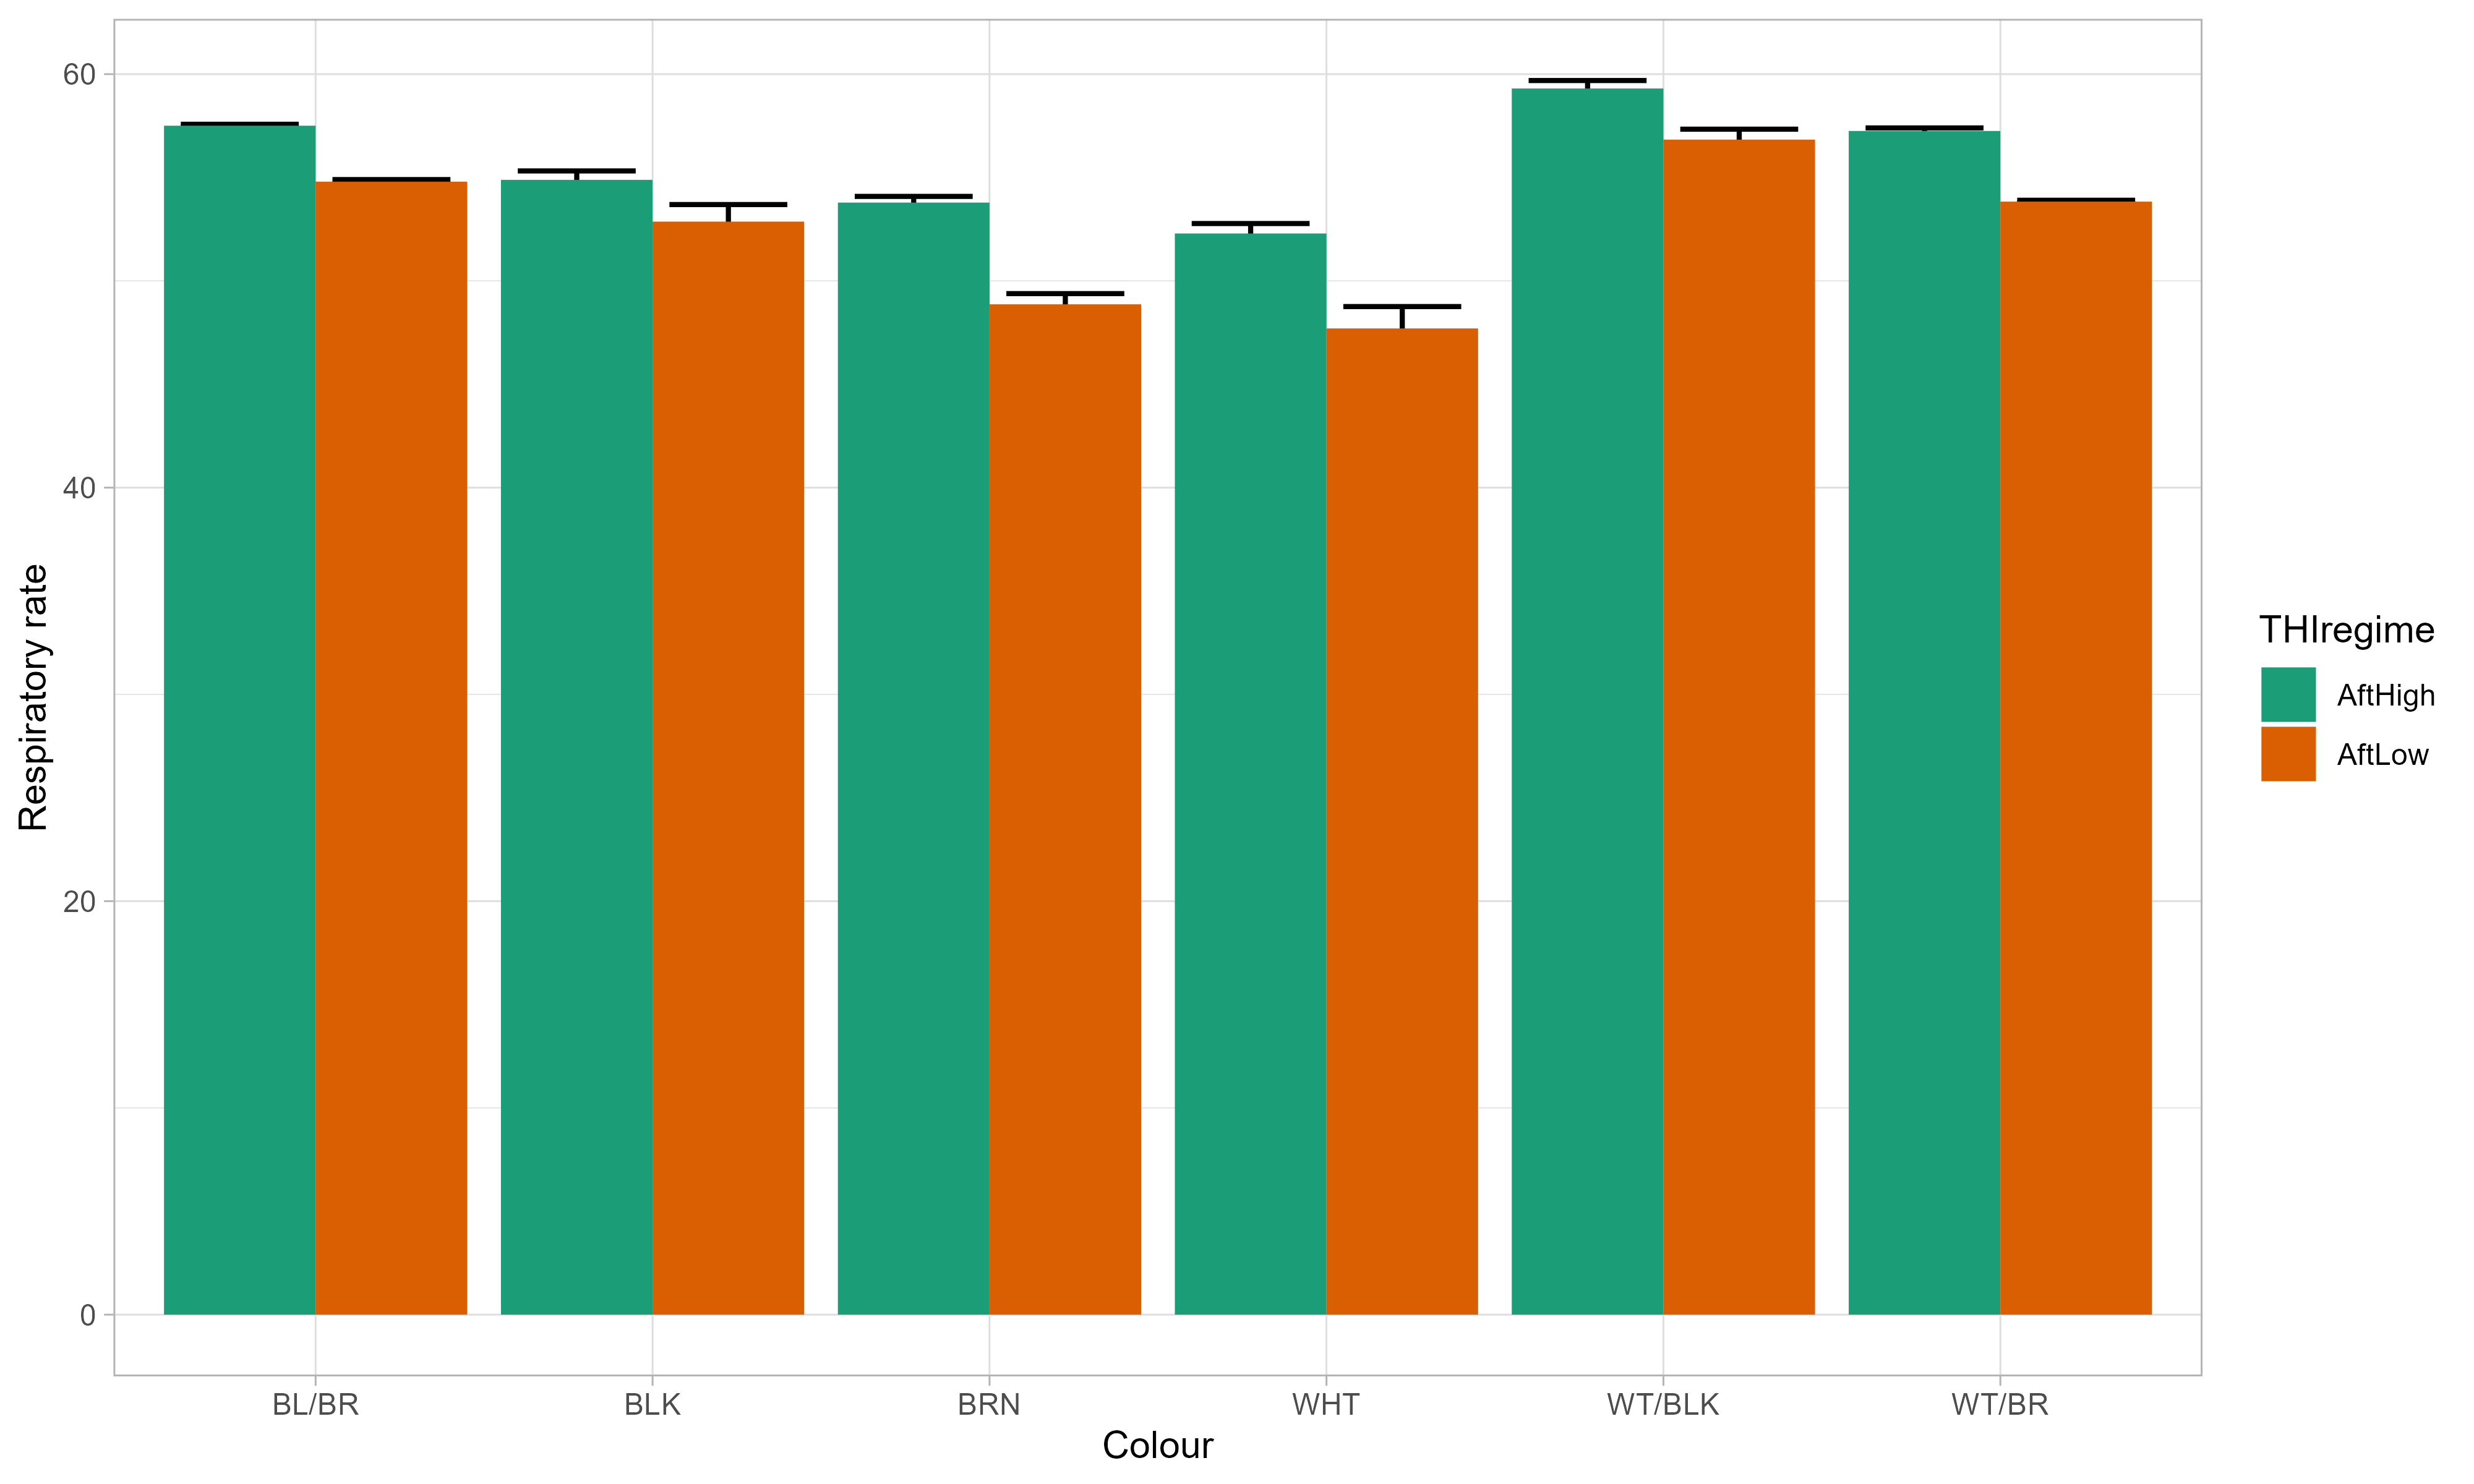 60
40
20
0
Respiratory rate
BL/BR BLK BRN WHT WT/BLK WT/BR
Colour
THIregime
AftHigh
AftLow